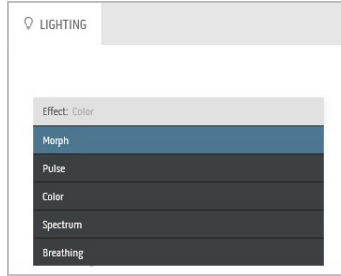 LIGHTING
Effect: Color
Morph
Pulse
Color
Spectrum
Breathing